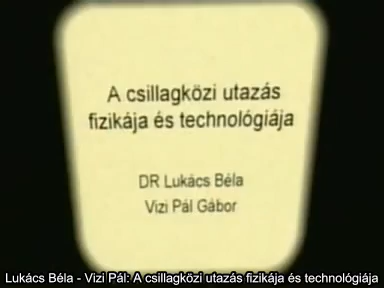 A csillagközi utazás
fizikája és technológiája
DR Lukács Béla
Vizi Pál Gábor
Lukács Béla - Vizi Pál: A csillagközi utazás fizikája és technológiája